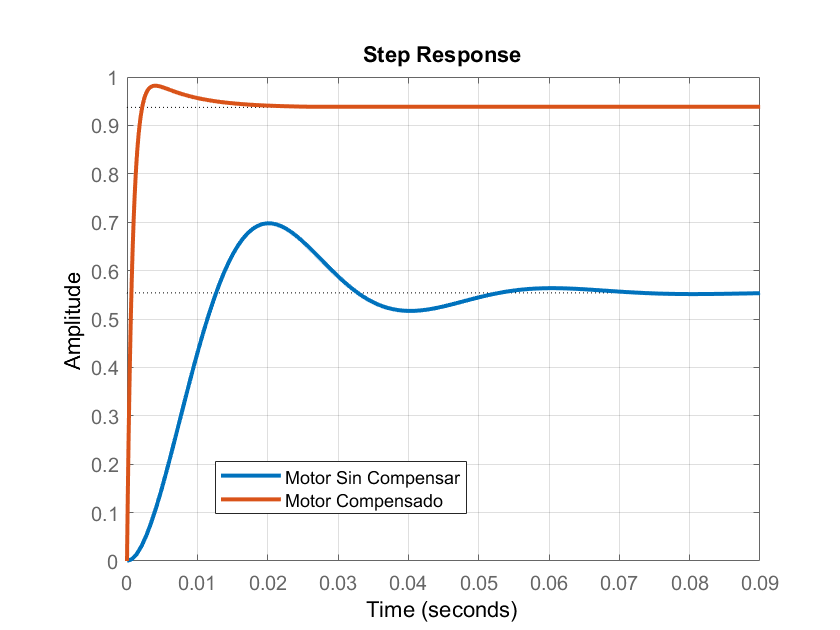 Step Response
1
0.9
0.8
0.7
0.6
0.5
0.4
0.3
0.2
0.1
0
Amplitude
Motor Sin Compensar
Motor Compensado
0 0.01 0.02 0.03 0.04 0.05 0.06 0.07 0.08 0.09
Time (seconds)